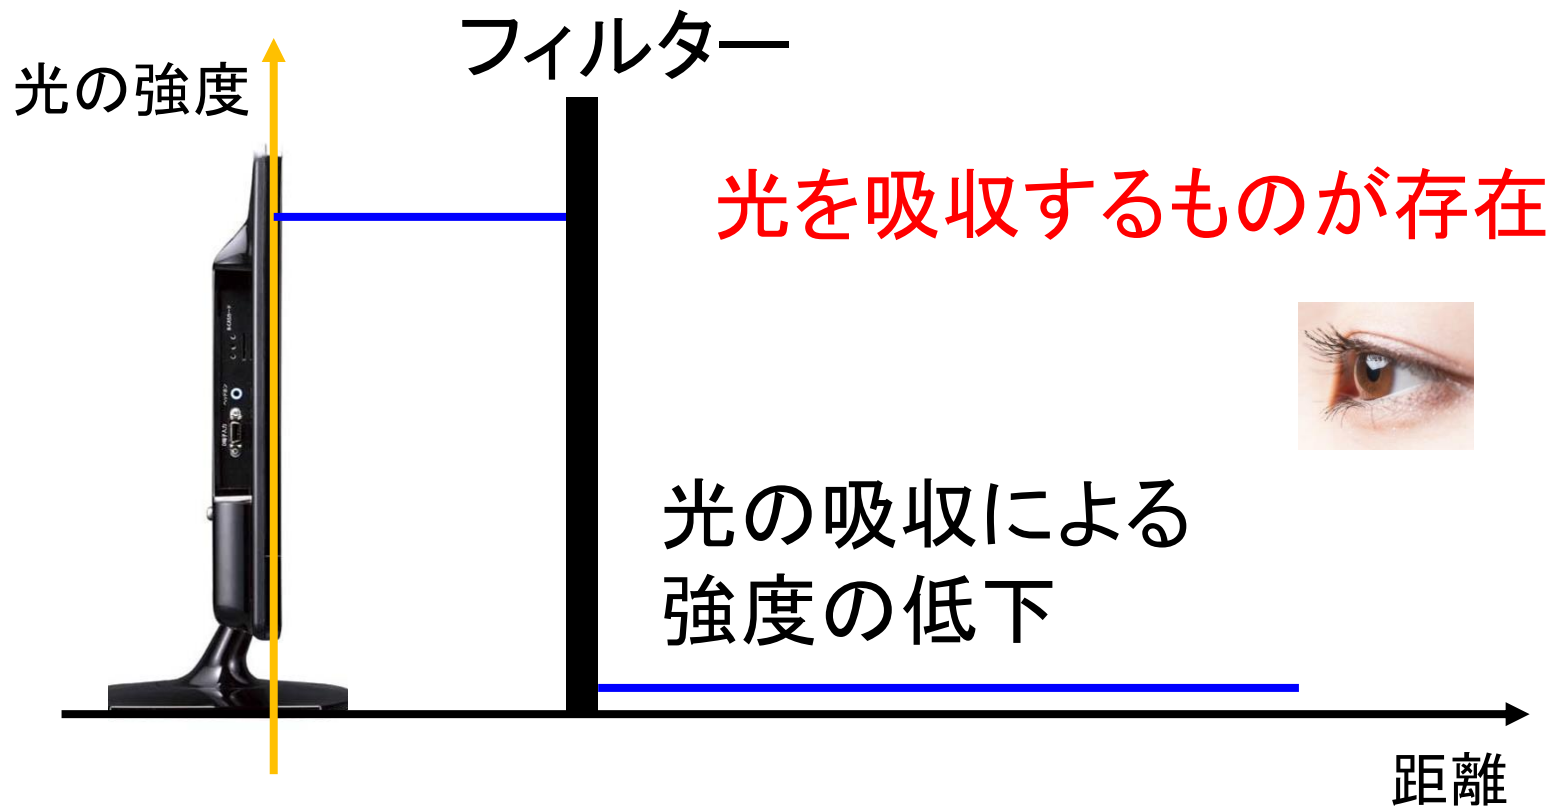 フィルター
光の強度
光を吸収するものが存在
光の吸収による
強度の低下
距離